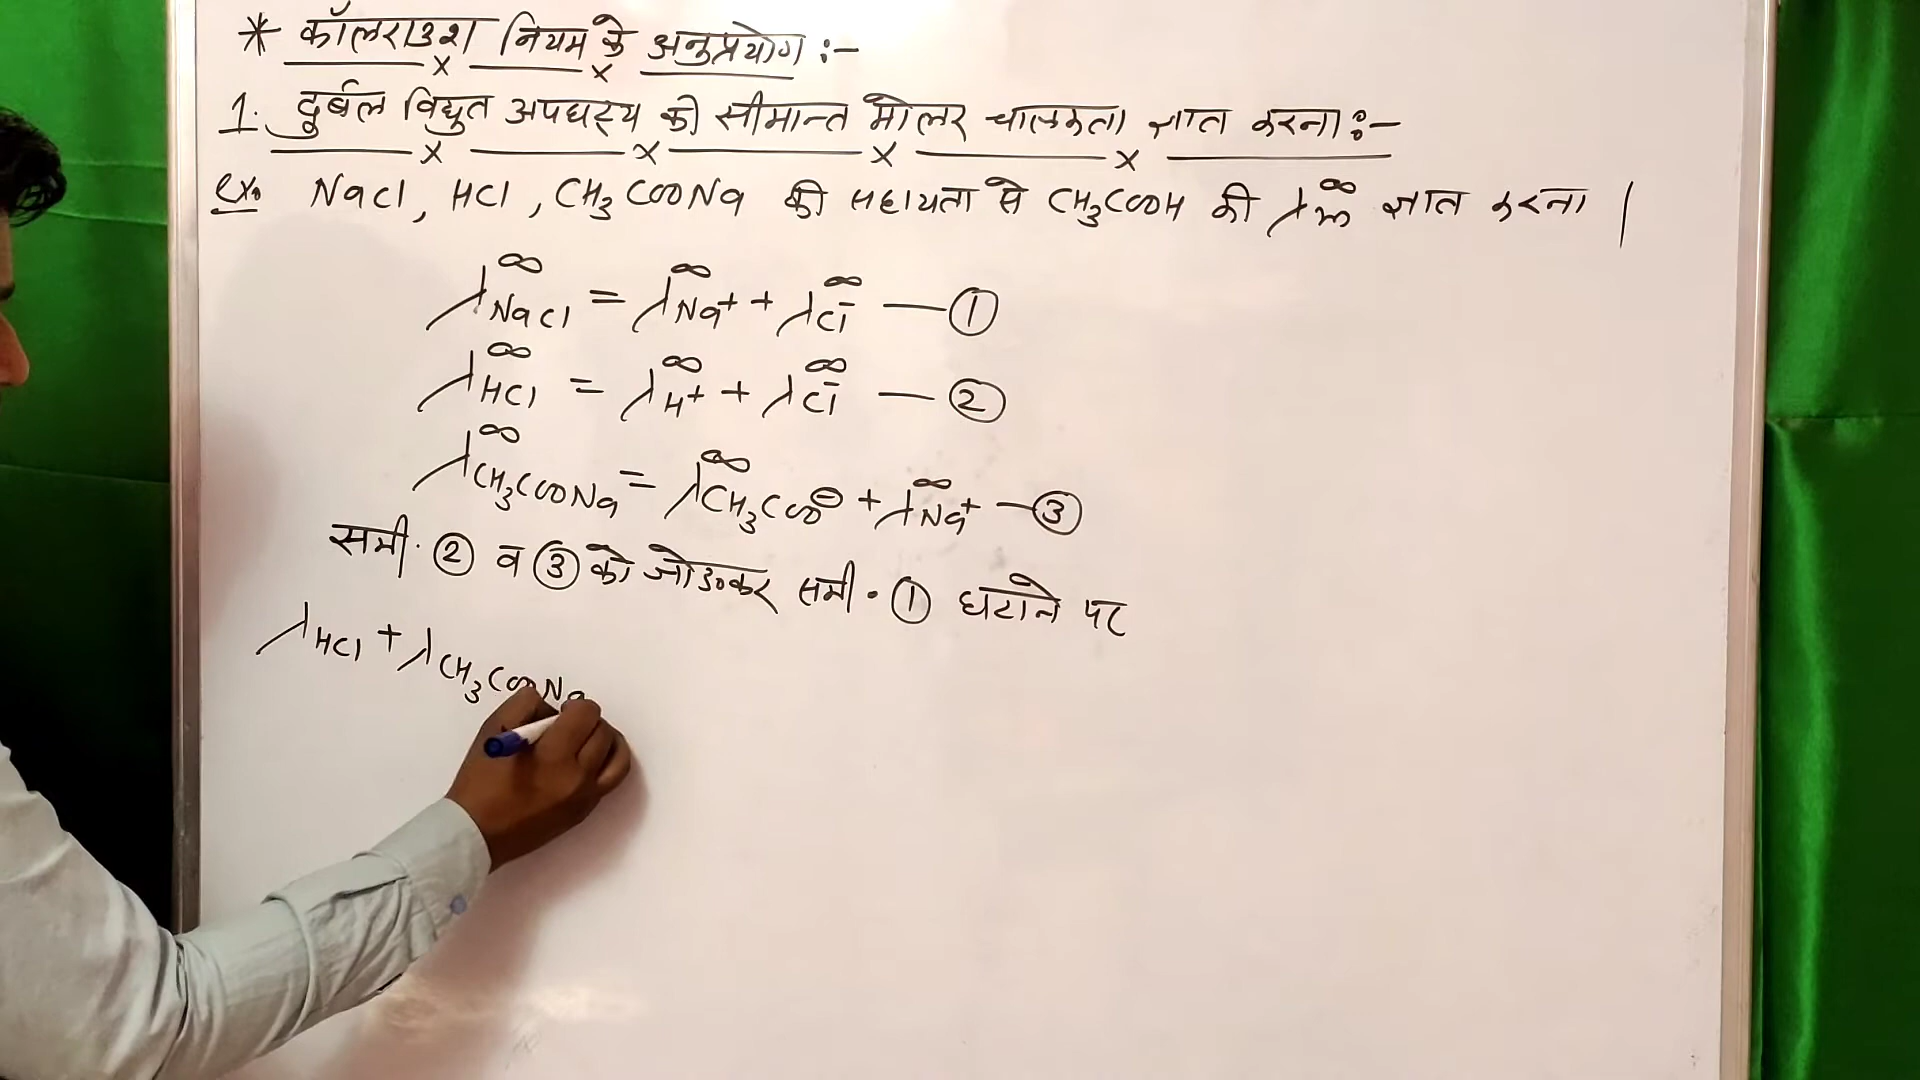 * कॉलराउश नियम के अनुप्रयोग :-
1. दुर्बल विद्युत अपघट्य की सीमान्त मोलर चालकता ज्ञात करना :-
ex. NaCl, HCl, CH₃COONa की सहायता से CH₃COOH की λ∞m ज्ञात करना |
λ∞NaCl = λ∞Na⁺ + λ∞Cl⁻ — ①
λ∞HCl = λ∞H⁺ + λ∞Cl⁻ — ②
λ∞CH₃COONa = λ∞CH₃COO⊖ + λ∞Na⁺ — ③
समी. ② व ③ को जोडकर समी. ① घटाने पर
λHCl + λCH₃COONa